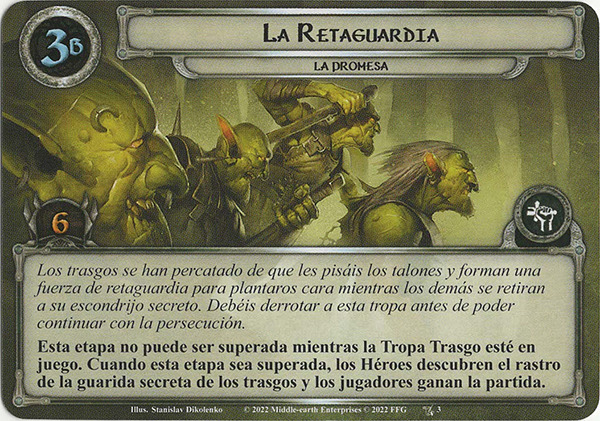 3B
La Retaguardia
LA PROMESA
6
Los trasgos se han percatado de que les pisáis los talones y forman una
fuerza de retaguardia para plantaros cara mientras los demás se retiran
a su escondrijo secreto. Debéis derrotar a esta tropa antes de poder
continuar con la persecución.
Esta etapa no puede ser superada mientras la Tropa Trasgo esté en
juego. Cuando esta etapa sea superada, los Héroes descubren el rastro
de la guarida secreta de los trasgos y los jugadores ganan la partida.
Illus. Stanislav Dikolenko © 2022 Middle-earth Enterprises © 2022 FFG 3